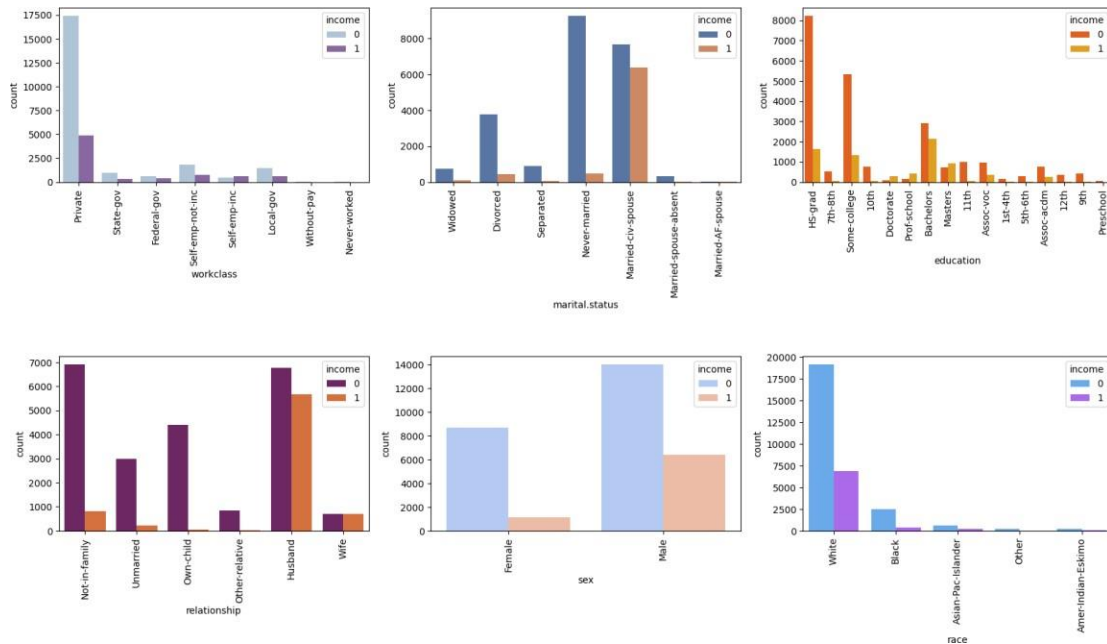 income
0
1
17500
15000
12500
10000
7500
5000
2500
0
count
Private
State-gov
Federal-gov
Self-emp-not-inc
Self-emp-inc
Local-gov
Without-pay
Never-worked
workclass
income
0
1
8000
6000
4000
2000
0
count
Widowed
Divorced
Separated
Never-married
Married-civ-spouse
Married-spouse-absent
Married-AF-spouse
marital.status
income
0
1
8000
7000
6000
5000
4000
3000
2000
1000
0
count
HS-grad
7th-8th
Some-college
10th
Doctorate
Prof-school
Bachelors
Masters
11th
Assoc-voc
1st-4th
5th-6th
Assoc-acdm
12th
9th
Preschool
education
income
0
1
7000
6000
5000
4000
3000
2000
1000
0
count
Not-in-family
Unmarried
Own-child
Other-relative
Husband
Wife
relationship
income
0
1
14000
12000
10000
8000
6000
4000
2000
0
count
Female
Male
sex
income
0
1
20000
17500
15000
12500
10000
7500
5000
2500
0
count
White
Black
Asian-Pac-Islander
Other
Amer-Indian-Eskimo
race